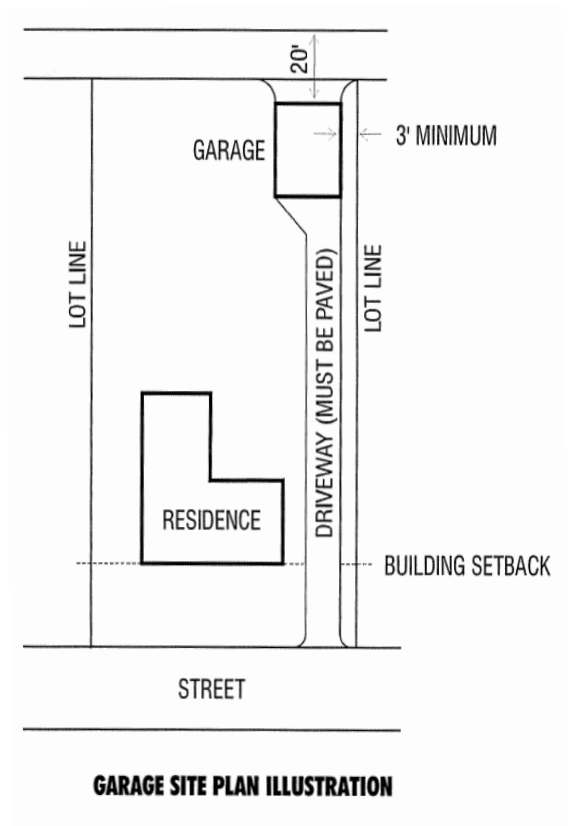 20'
GARAGE
3' MINIMUM
LOT LINE
LOT LINE
DRIVEWAY (MUST BE PAVED)
RESIDENCE
BUILDING SETBACK
STREET
GARAGE SITE PLAN ILLUSTRATION